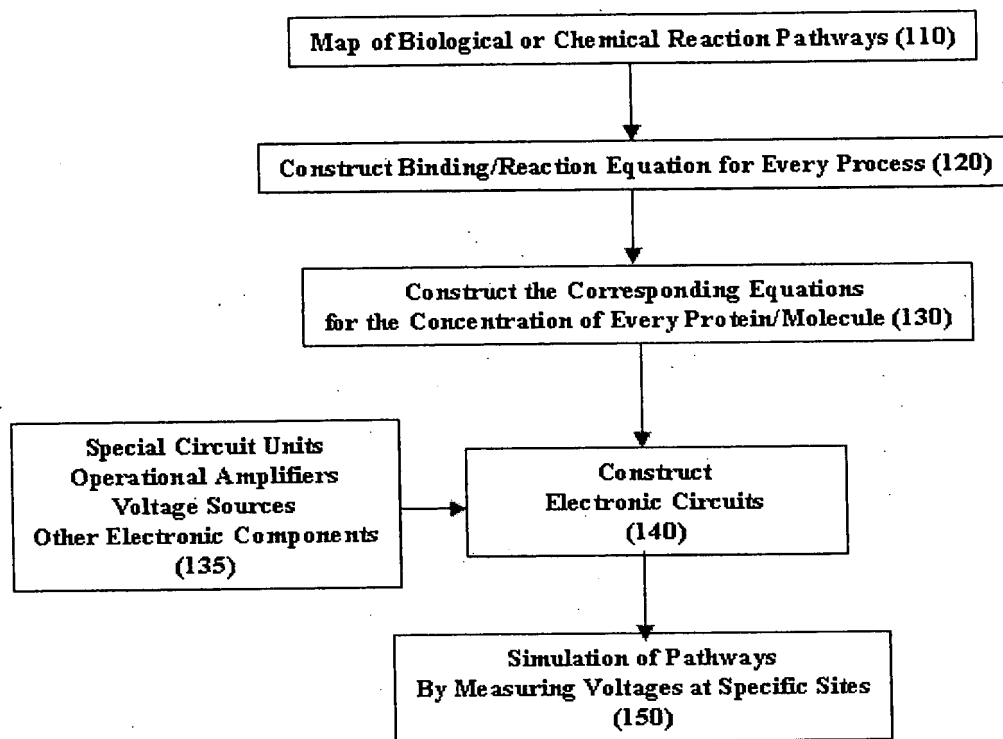 Map of Biological or Chemical Reaction Pathways (110)
Construct Binding/Reaction Equation for Every Process (120)
Construct the Corresponding Equations
for the Concentration of Every Protein/Molecule (130)
Special Circuit Units
Operational Amplifiers
Voltage Sources
Other Electronic Components
(135)
Construct
Electronic Circuits
(140)
Simulation of Pathways
By Measuring Voltages at Specific Sites
(150)